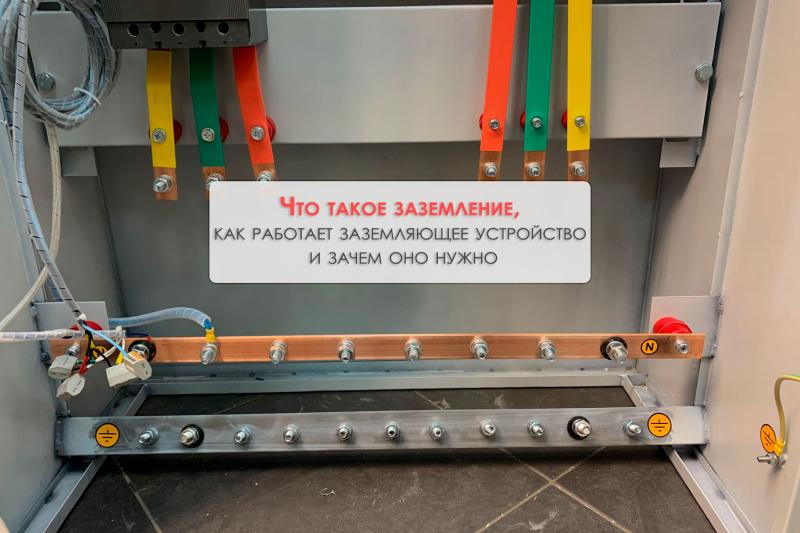 Что такое заземление,
как работает заземляющее устройство
и зачем оно нужно
N